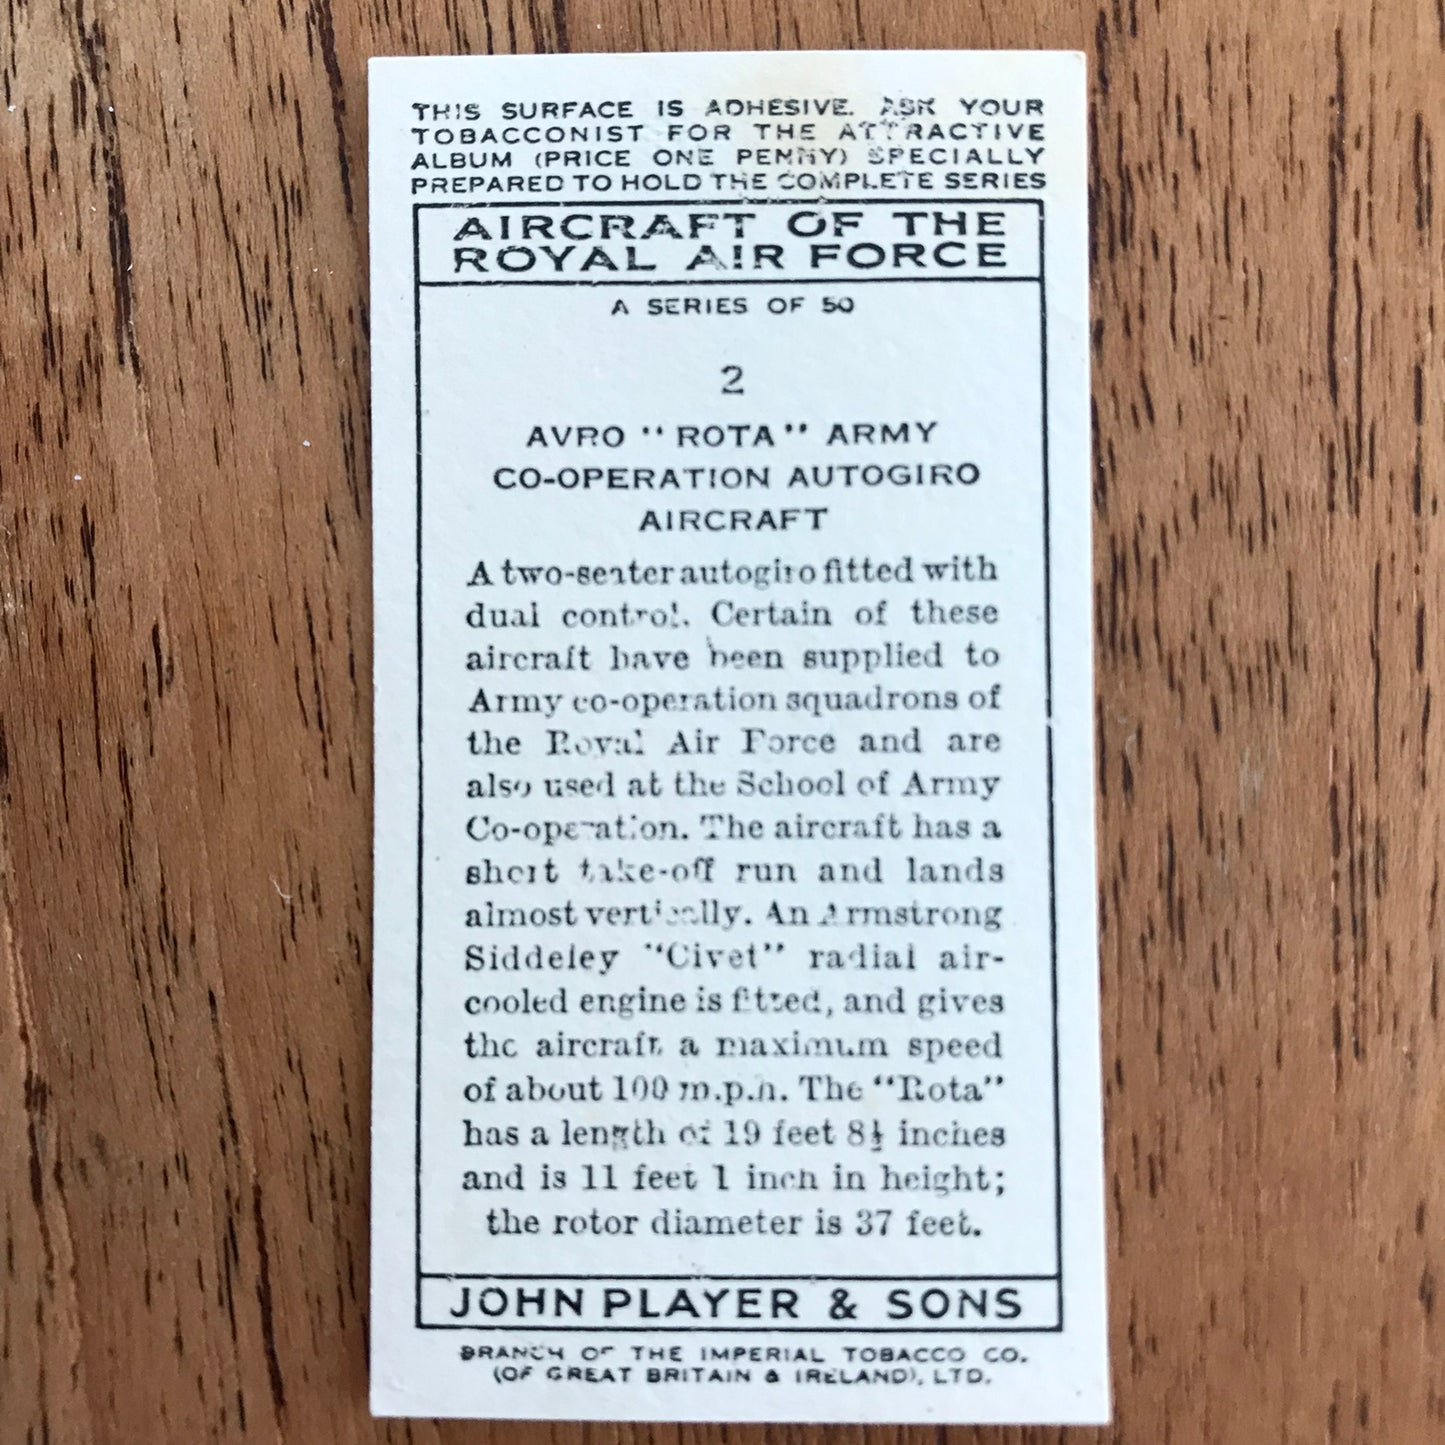 THIS SURFACE IS ADHESIVE. ASK YOUR
TOBACCONIST FOR THE ATTRACTIVE
ALBUM (PRICE ONE PENNY) SPECIALLY
PREPARED TO HOLD THE COMPLETE SERIES
AIRCRAFT OF THE
ROYAL AIR FORCE
A SERIES OF 50
2
AVRO "ROTA" ARMY
CO-OPERATION AUTOGIRO
AIRCRAFT
A two-seater autogiro fitted with
dual control. Certain of these
aircraft have been supplied to
Army co-operation squadrons of
the Royal Air Force and are
also used at the School of Army
Co-operation. The aircraft has a
short take-off run and lands
almost vertically. An Armstrong
Siddeley "Civet" radial air-
cooled engine is fitted, and gives
the aircraft a maximum speed
of about 100 m.p.h. The "Rota"
has a length of 19 feet 8½ inches
and is 11 feet 1 inch in height;
the rotor diameter is 37 feet.
JOHN PLAYER & SONS
BRANCH OF THE IMPERIAL TOBACCO CO.
(OF GREAT BRITAIN & IRELAND), LTD.